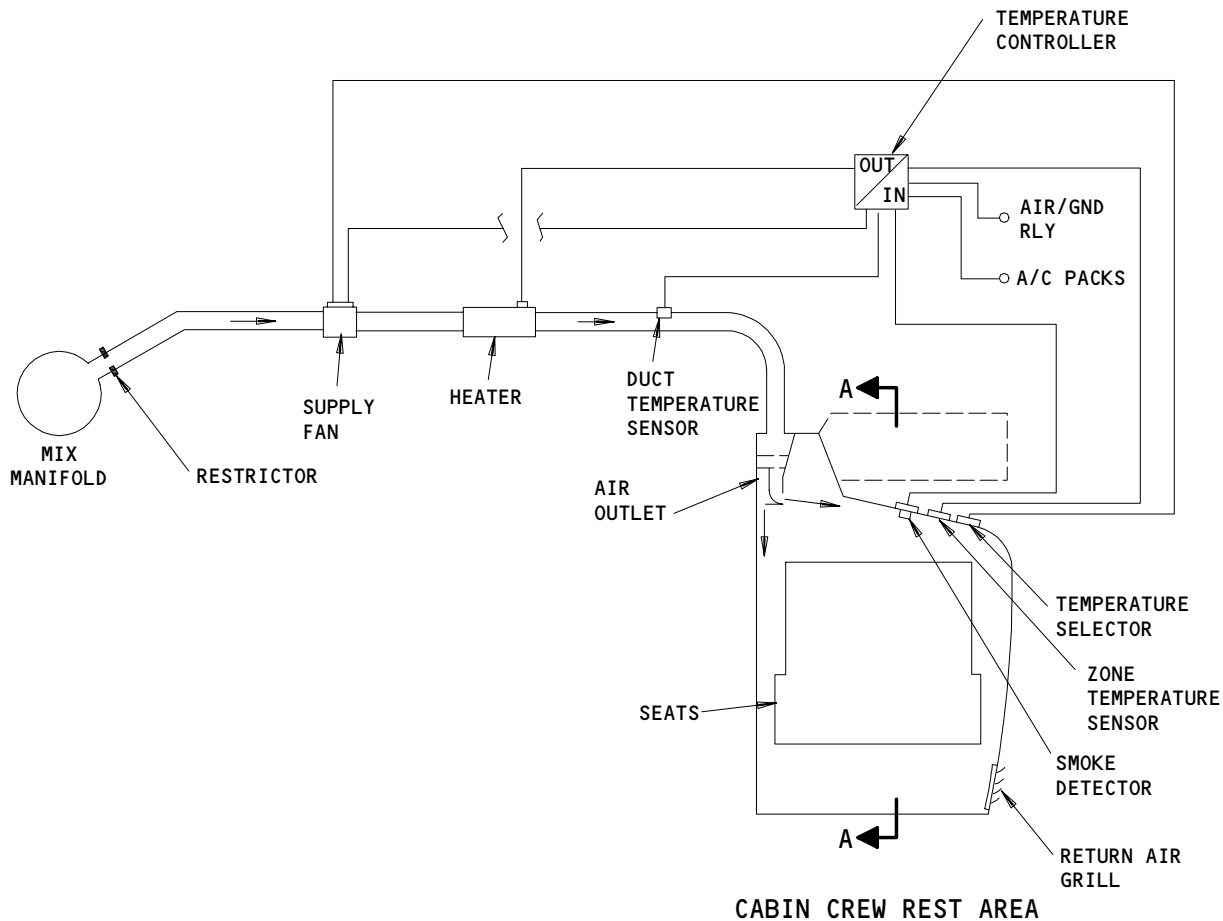 TEMPERATURE
CONTROLLER
OUT
IN
AIR/GND
RLY
A/C PACKS
MIX
MANIFOLD
RESTRICTOR
SUPPLY
FAN
HEATER
DUCT
TEMPERATURE
SENSOR
A
AIR
OUTLET
TEMPERATURE
SELECTOR
ZONE
TEMPERATURE
SENSOR
SEATS
SMOKE
DETECTOR
A
RETURN AIR
GRILL
CABIN CREW REST AREA